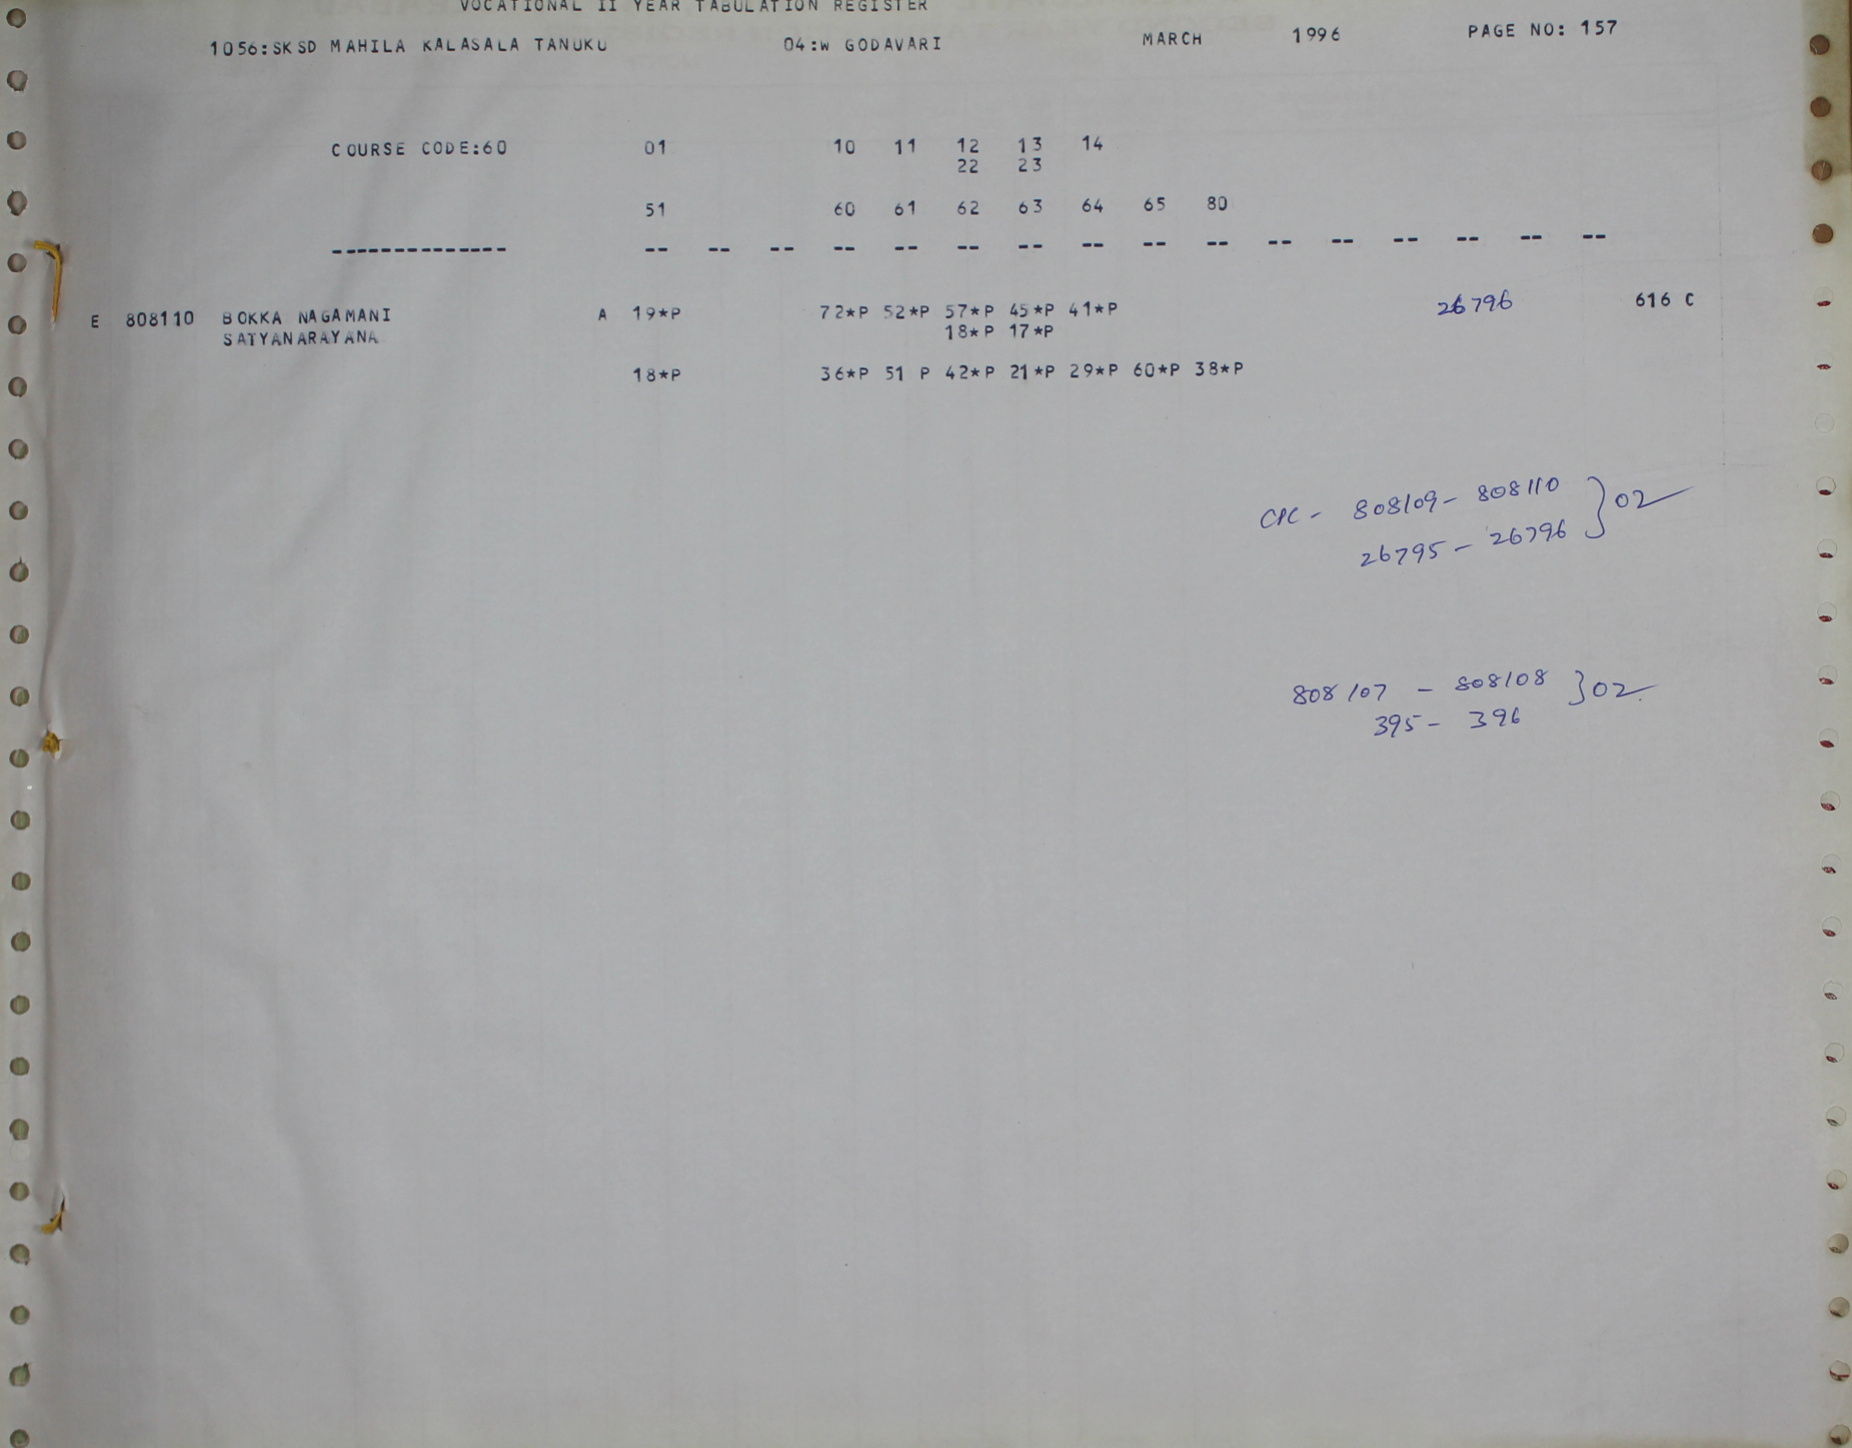 VOCATIONAL II YEAR TABULATION REGISTER
1056:SKSD MAHILA KALASALA TANUKU 04:W GODAVARI MARCH 1996 PAGE NO: 157
COURSE CODE:60 01 10 11 12 13 14
22 23
51 60 61 62 63 64 65 80
-------------- -- -- -- -- -- -- -- -- -- -- -- -- -- -- -- --
E 808110 BOKKA NAGAMANI A 19*P 72*P 52*P 57*P 45*P 41*P 26796 616 C
SATYANARAYANA 18*P 17*P
18*P 36*P 51 P 42*P 21*P 29*P 60*P 38*P
CPC - 808109 - 808110 } 02
26795 - 26796
808107 - 808108 } 02
395 - 396